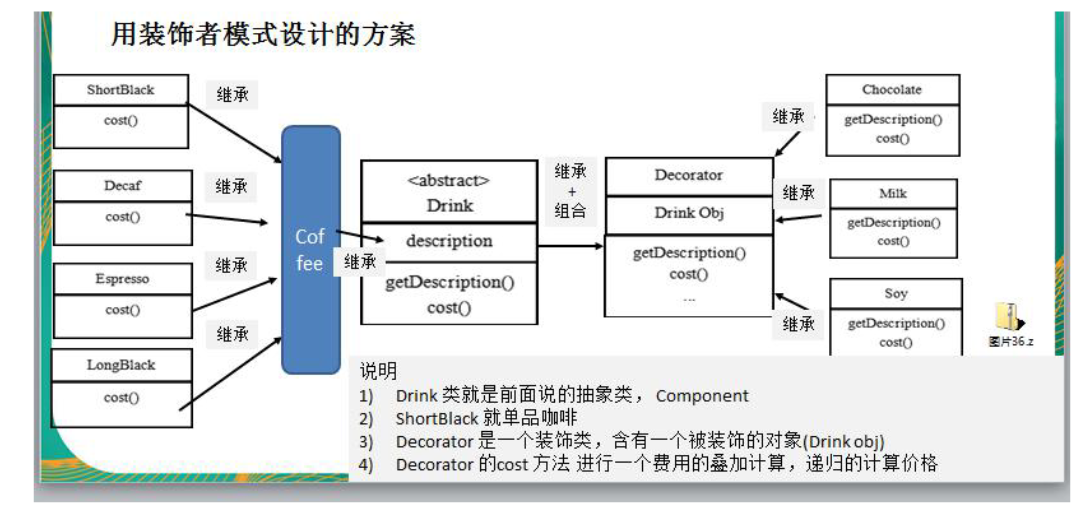 用装饰者模式设计的方案
ShortBlack
cost()
继承
Decaf
cost()
继承
Espresso
cost()
继承
LongBlack
cost()
继承
Cof
fee
继承
<abstract>
Drink
description
getDescription()
cost()
继承
+
组合
Decorator
Drink Obj
getDescription()
cost()
...
继承
Chocolate
getDescription()
cost()
继承
Milk
getDescription()
cost()
继承
Soy
getDescription()
cost()
图片36.z
说明
1) Drink 类就是前面说的抽象类， Component
2) ShortBlack 就单品咖啡
3) Decorator 是一个装饰类，含有一个被装饰的对象(Drink obj)
4) Decorator 的cost 方法 进行一个费用的叠加计算，递归的计算价格